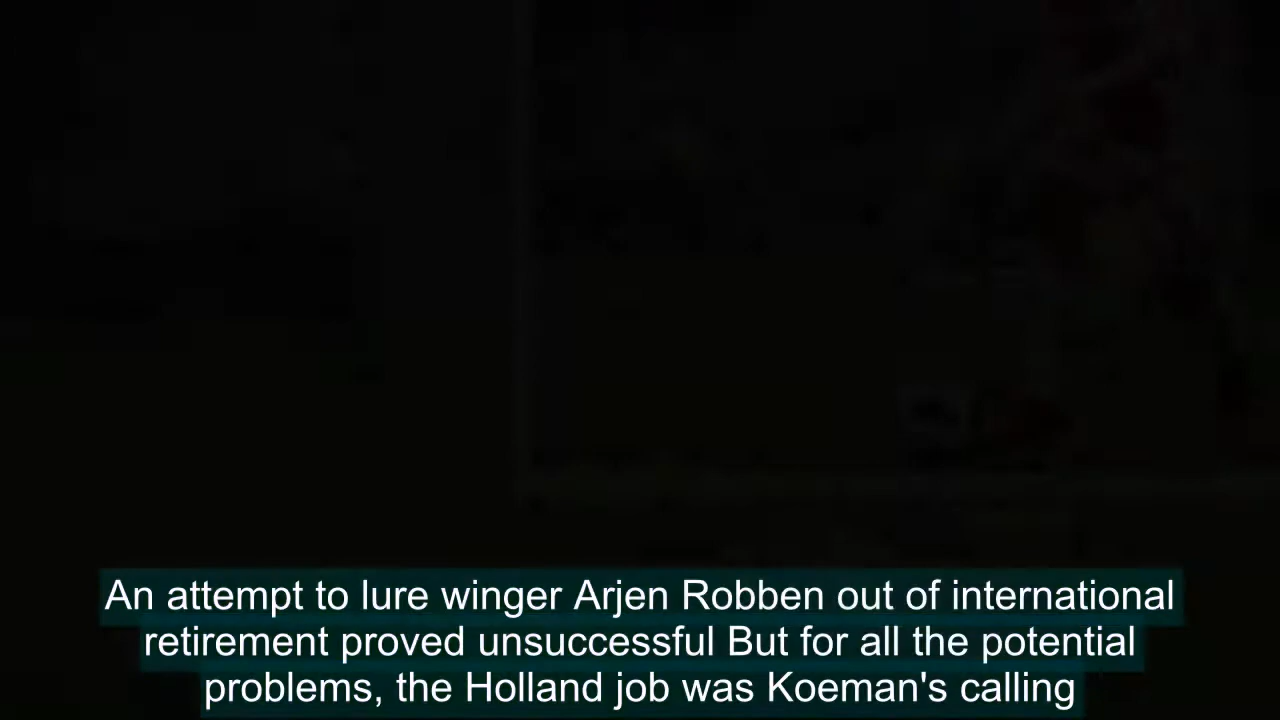 An attempt to lure winger Arjen Robben out of international
retirement proved unsuccessful But for all the potential
problems, the Holland job was Koeman's calling